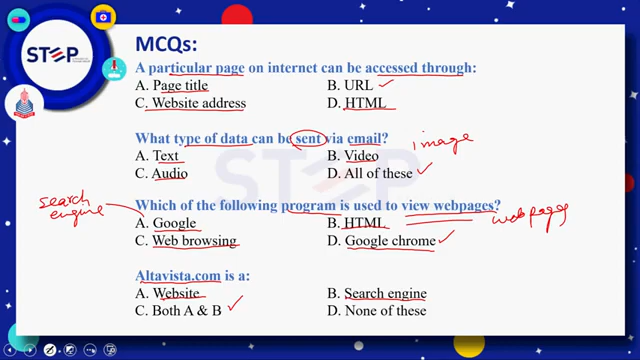 STEP
MCQs:
A particular page on internet can be accessed through:
A. Page title
B. URL
C. Website address
D. HTML
What type of data can be sent via email?
image
A. Text
B. Video
C. Audio
D. All of these
STEP
search
engine
Which of the following program is used to view webpages?
A. Google
B. HTML
webpages
C. Web browsing
D. Google chrome
Altavista.com is a:
A. Website
B. Search engine
C. Both A & B
D. None of these